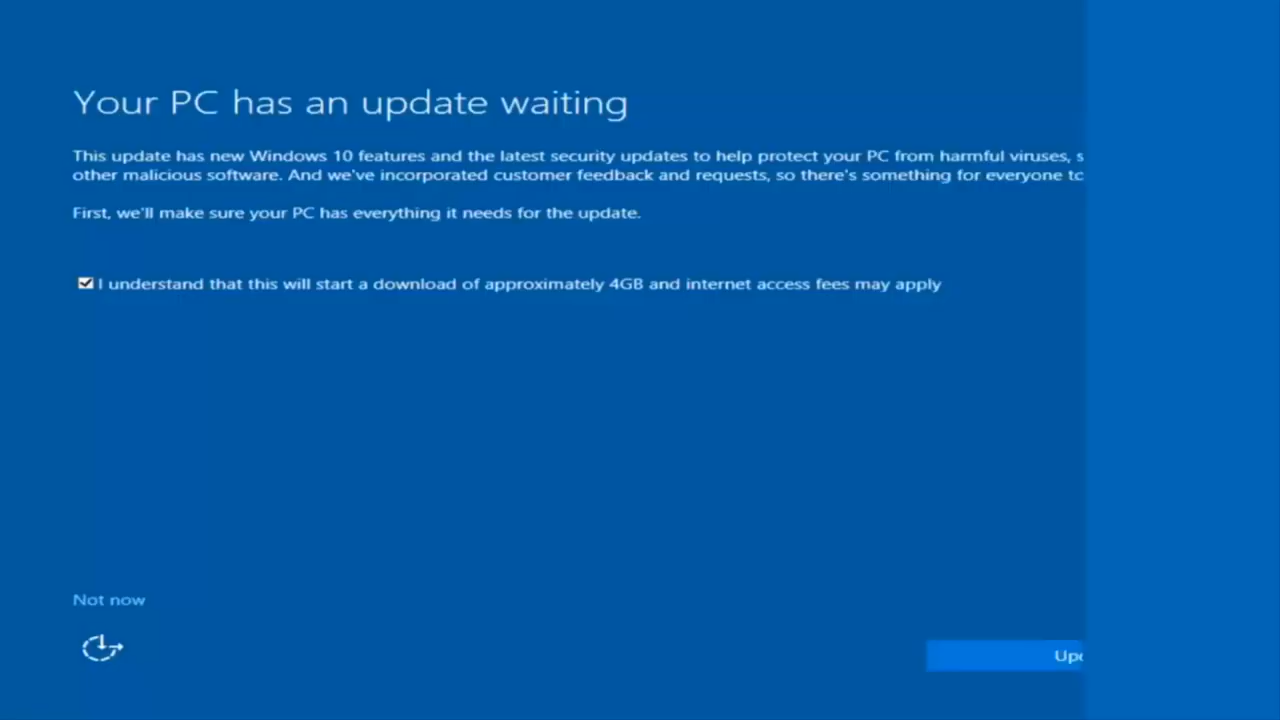 Your PC has an update waiting
This update has new Windows 10 features and the latest security updates to help protect your PC from harmful viruses,
other malicious software. And we've incorporated customer feedback and requests, so there's something for everyone
First, we'll make sure your PC has everything it needs for the update.
I understand that this will start a download of approximately 4GB and internet access fees may apply
Not now